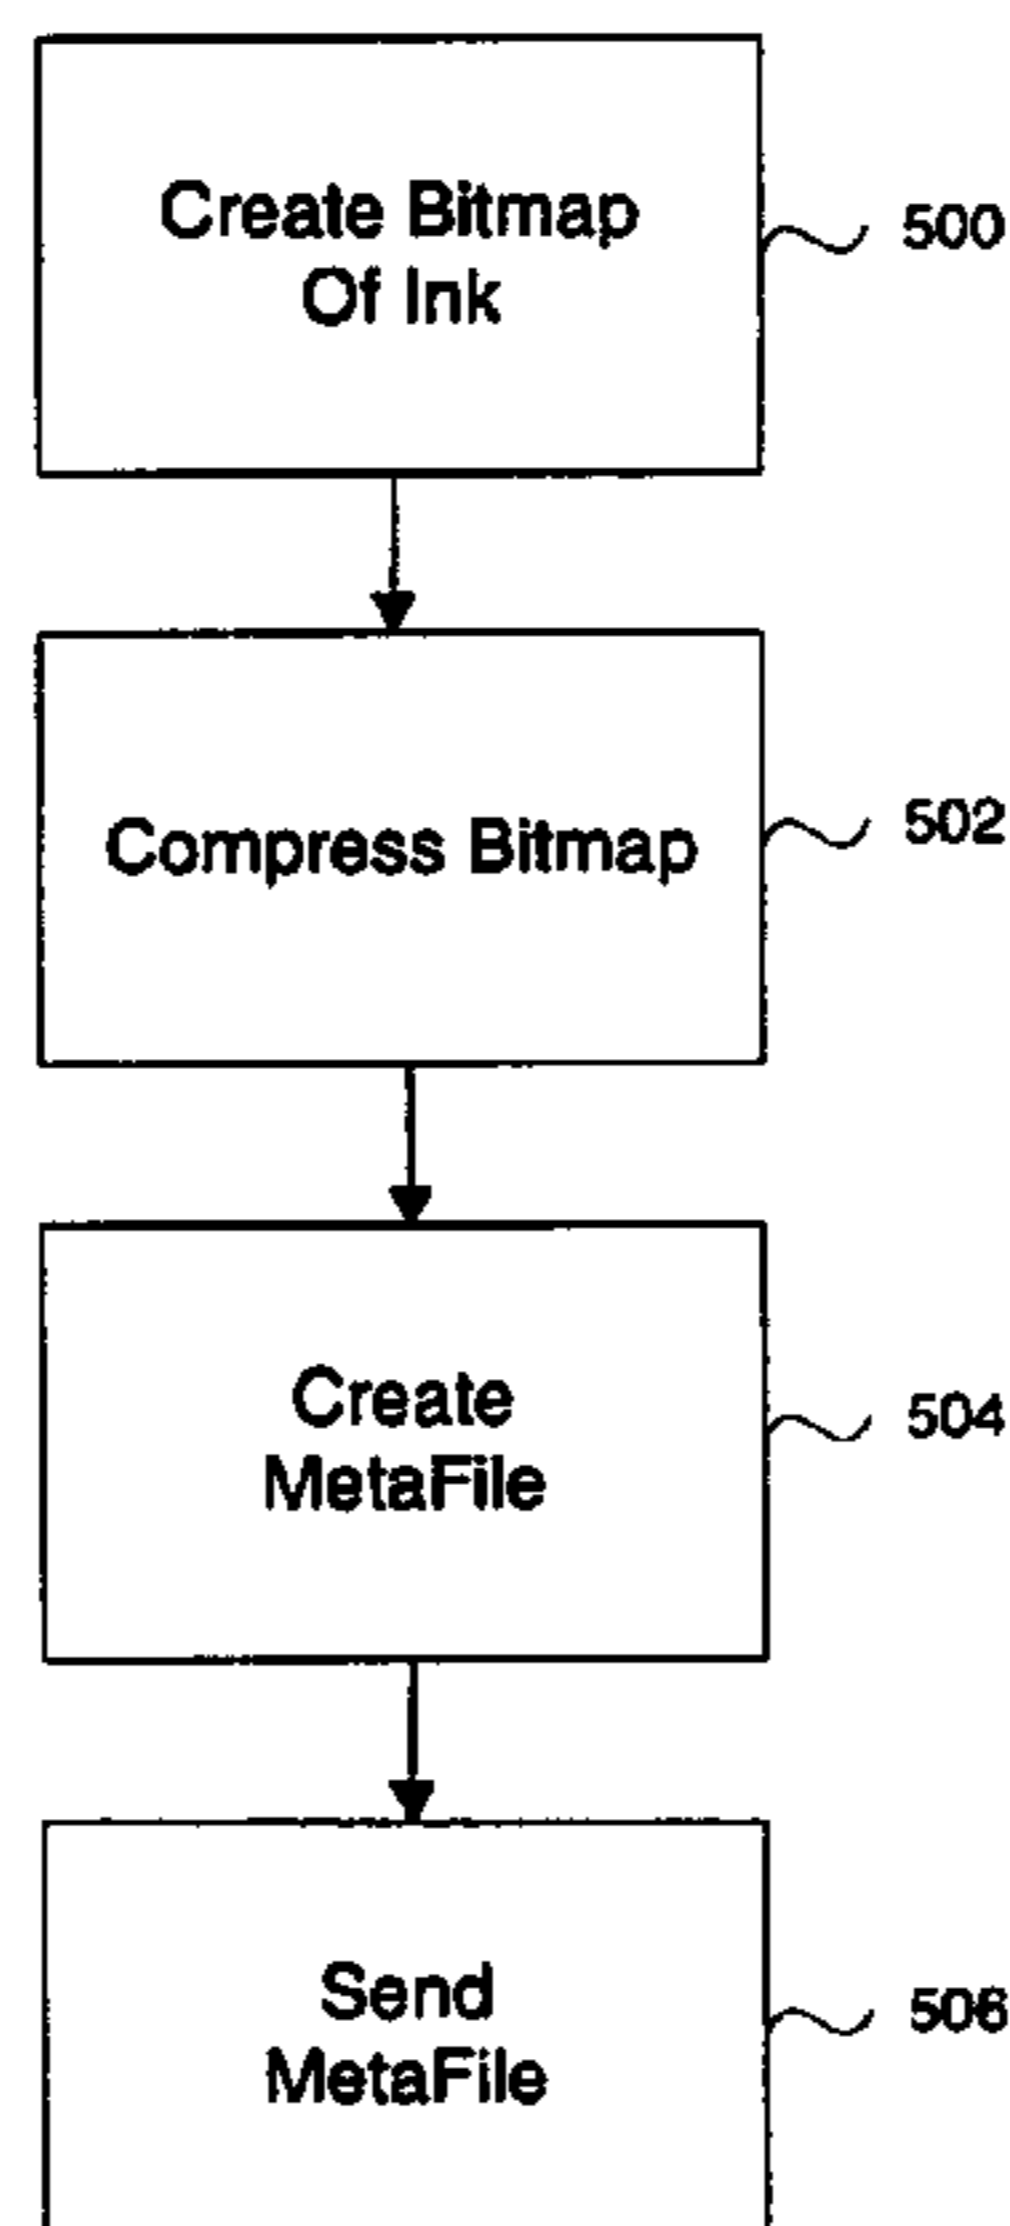 Create Bitmap
Of Ink
500
Compress Bitmap
502
Create
MetaFile
504
Send
MetaFile
506